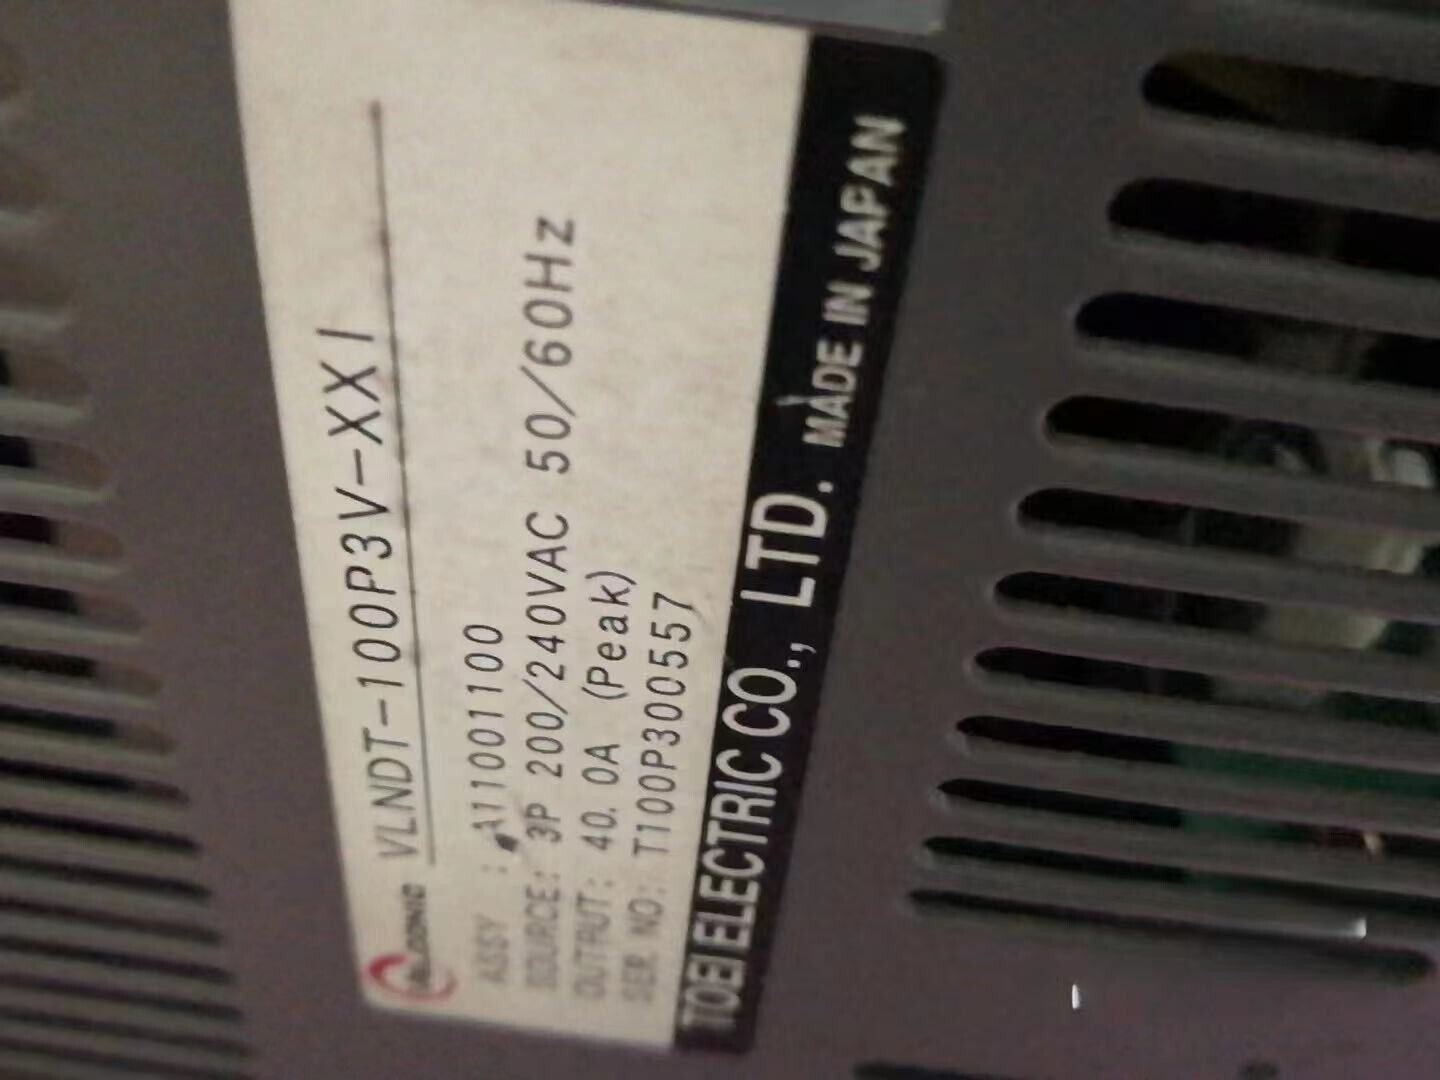 VLNDT-100P3V-XX1
ASSY : A11001100
SOURCE: 3P 200/240VAC 50/60Hz
OUTPUT: 40.0A (Peak)
SER. NO: T100P300557
TOEI ELECTRIC CO., LTD. MADE IN JAPAN